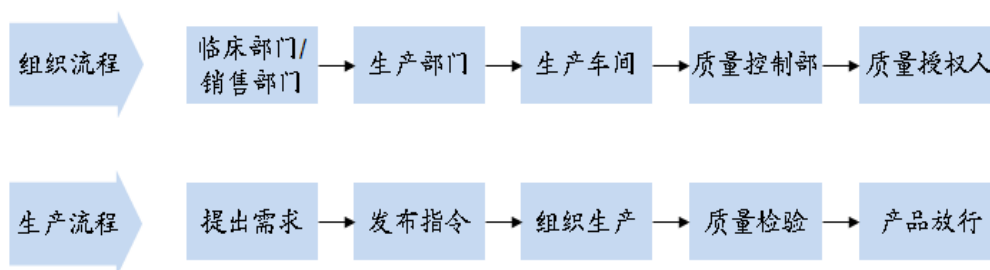 组织流程
临床部门/
销售部门
生产部门
生产车间
质量控制部
质量授权人
生产流程
提出需求
发布指令
组织生产
质量检验
产品放行